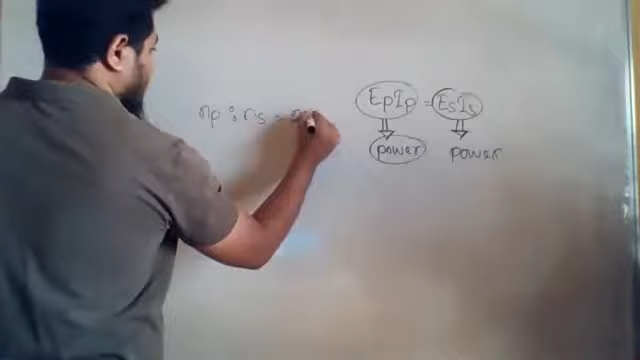 EpIp = EsIs
np : ns =
power power